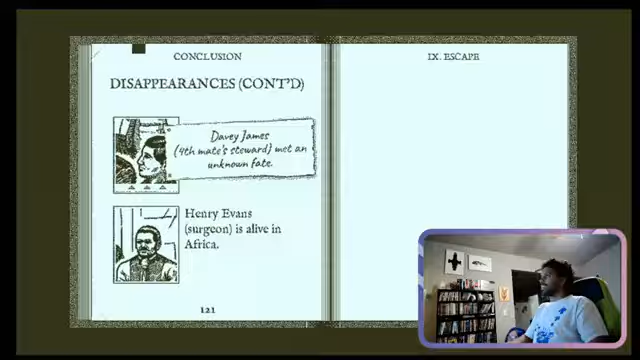 CONCLUSION
DISAPPEARANCES (CONT'D)
Davey James
(4th mate's steward) met an
unknown fate.
Henry Evans
(surgeon) is alive in
Africa.
121
IX. ESCAPE